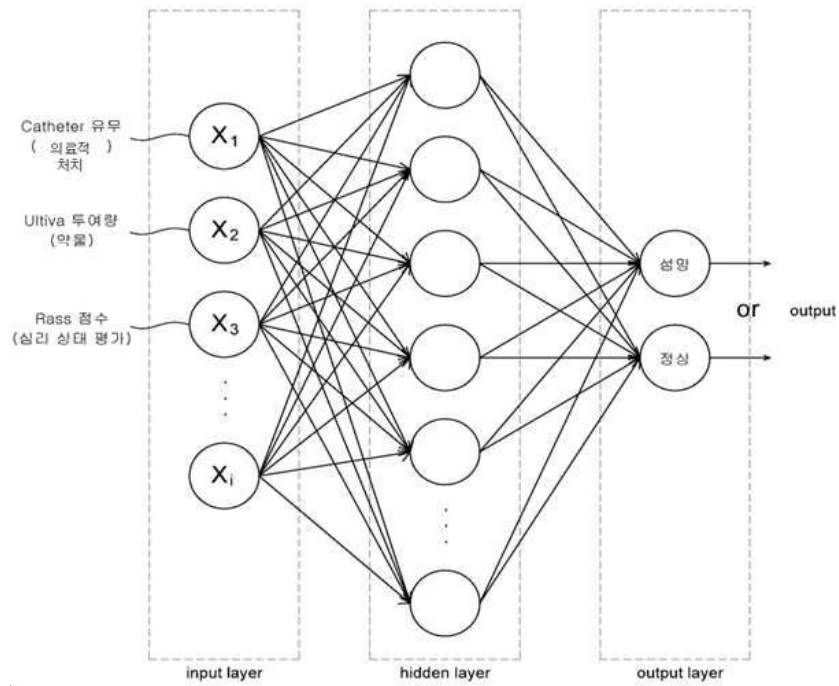 Catheter 유무
( 의료적 )
처치
X1
Ultiva 투여량
(약물)
X2
Rass 점수
(심리 상태 평가)
X3
Xi
섬망
or
output
정상
input layer
hidden layer
output layer